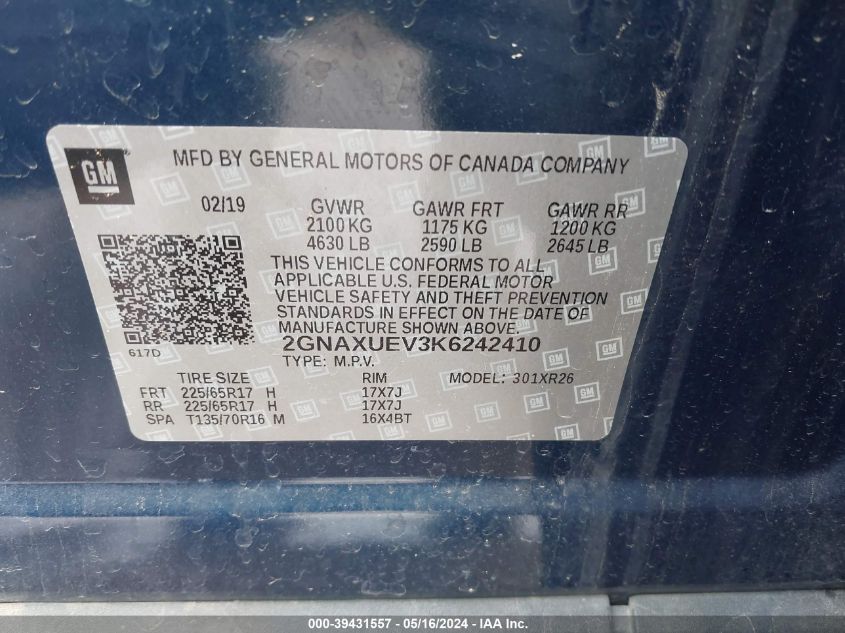 GM
MFD BY GENERAL MOTORS OF CANADA COMPANY
02/19 GVWR GAWR FRT GAWR RR
2100 KG 1175 KG 1200 KG
4630 LB 2590 LB 2645 LB
THIS VEHICLE CONFORMS TO ALL
APPLICABLE U.S. FEDERAL MOTOR
VEHICLE SAFETY AND THEFT PREVENTION
STANDARDS IN EFFECT ON THE DATE OF
MANUFACTURE SHOWN ABOVE.
617D 2GNAXUEV3K6242410
TYPE: M.P.V.
TIRE SIZE RIM MODEL: 301XR26
FRT 225/65R17 H 17X7J
RR 225/65R17 H 17X7J
SPA T135/70R16 M 16X4BT
000-39431557 - 05/16/2024 - IAA Inc.